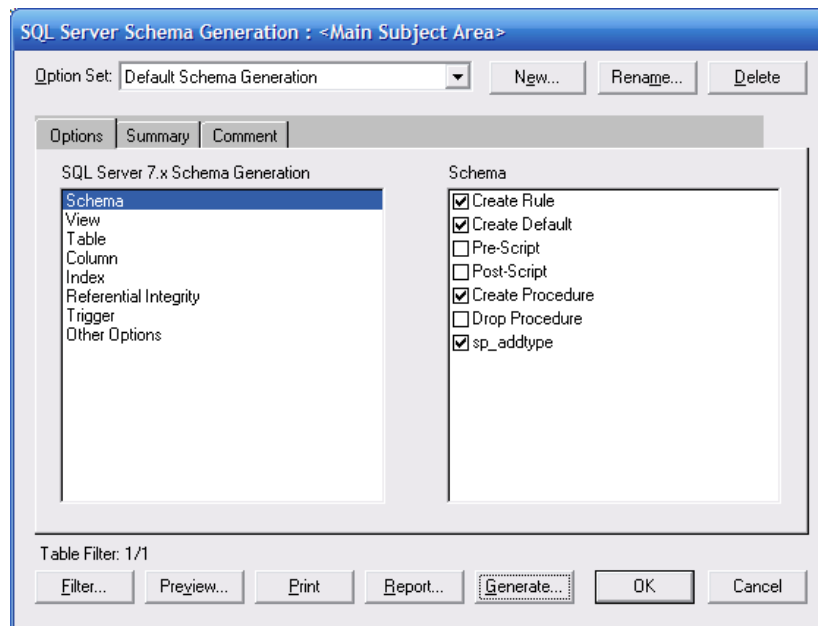 SQL Server Schema Generation : <Main Subject Area>
Option Set: Default Schema Generation New... Rename... Delete
Options Summary Comment
SQL Server 7.x Schema Generation
Schema
View
Table
Column
Index
Referential Integrity
Trigger
Other Options
Schema
Create Rule
Create Default
Pre-Script
Post-Script
Create Procedure
Drop Procedure
sp_addtype
Table Filter: 1/1
Filter... Preview... Print Report... Generate... OK Cancel